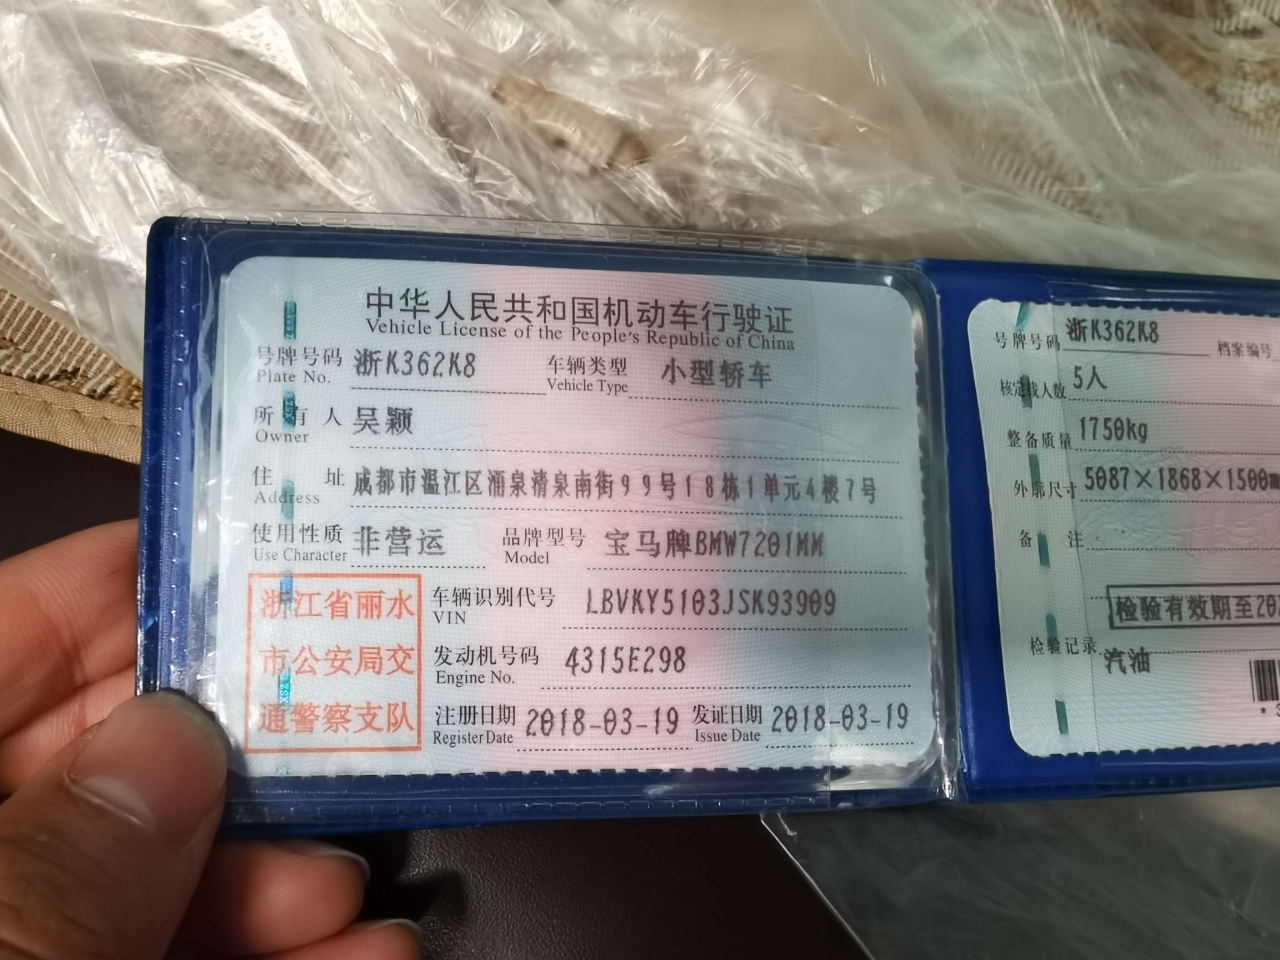 中华人民共和国机动车行驶证
Vehicle License of the People's Republic of China
号牌号码 浙K362K8 车辆类型 小型轿车
Plate No. Vehicle Type
所有人 吴颖
Owner
住址 成都市温江区涌泉清泉南街99号18栋1单元4楼7号
Address
使用性质 非营运 品牌型号 宝马牌BMW7201MM
Use Character Model
浙江省丽水
市公安局交
通警察支队
车辆识别代号 LBVKY5103JSK93909
VIN
发动机号码 4315E298
Engine No.
注册日期 2018-03-19 发证日期 2018-03-19
Register Date Issue Date
号牌号码 浙K362K8 档案编号
核定载人数 5人
整备质量 1750kg
外廓尺寸 5087×1868×1500
备注
检验有效期至20
检验记录
汽油